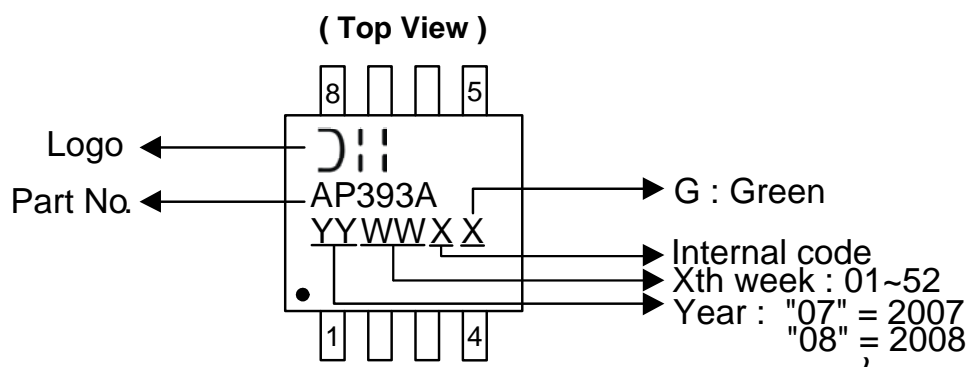 ( Top View )
8 5
Logo
AP393A
Part No.
YYWWX X
G : Green
Internal code
Xth week : 01~52
Year : "07" = 2007
"08" = 2008
1 4